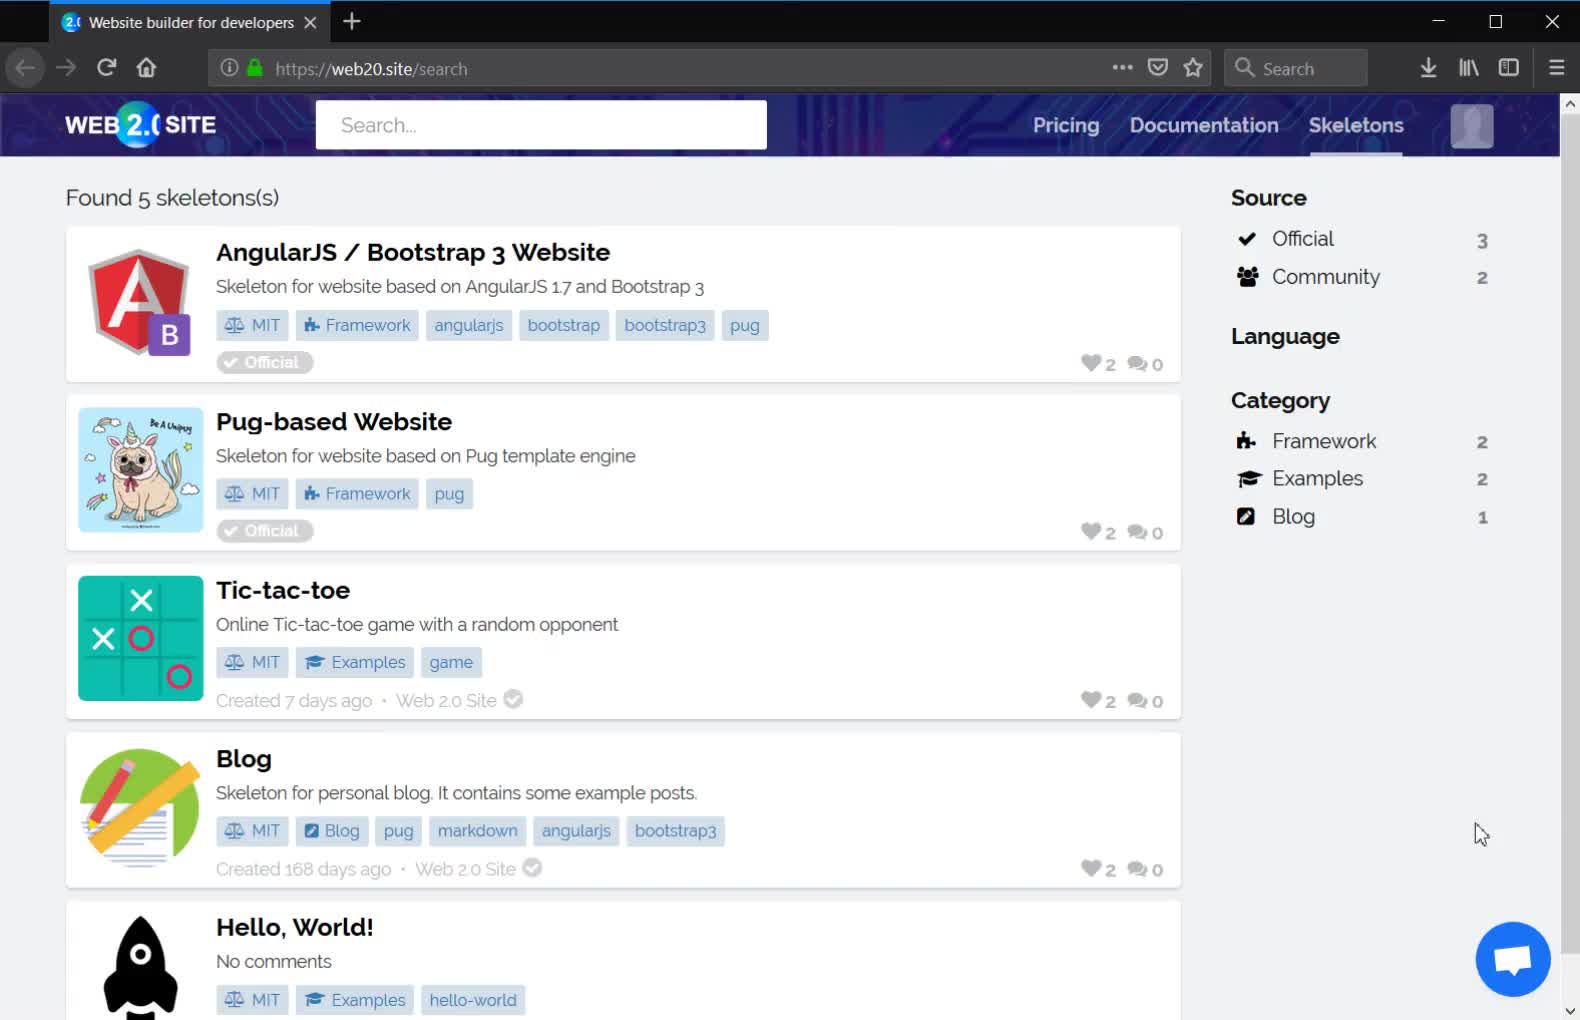 Website builder for developers
https://web20.site/search
Search
WEB 2.0 SITE
Search...
Pricing
Documentation
Skeletons
Found 5 skeletons(s)
AngularJS / Bootstrap 3 Website
Skeleton for website based on AngularJS 1.7 and Bootstrap 3
MIT Framework angularjs bootstrap bootstrap3 pug
Official
2 0
B
Be A Unipug
Pug-based Website
Skeleton for website based on Pug template engine
MIT Framework pug
Official
2 0
Tic-tac-toe
Online Tic-tac-toe game with a random opponent
MIT Examples game
Created 7 days ago • Web 2.0 Site
2 0
Blog
Skeleton for personal blog. It contains some example posts.
MIT Blog pug markdown angularjs bootstrap3
Created 168 days ago • Web 2.0 Site
2 0
Hello, World!
No comments
MIT Examples hello-world
Source
Official 3
Community 2
Language
Category
Framework 2
Examples 2
Blog 1